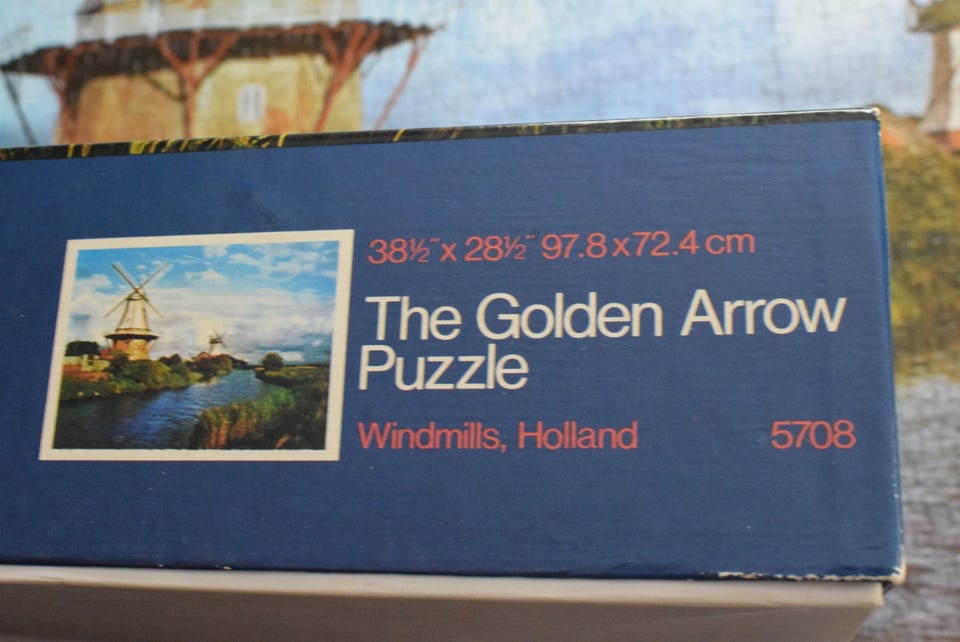 38½″ x 28½″ 97.8 x 72.4 cm
The Golden Arrow
Puzzle
Windmills, Holland 5708